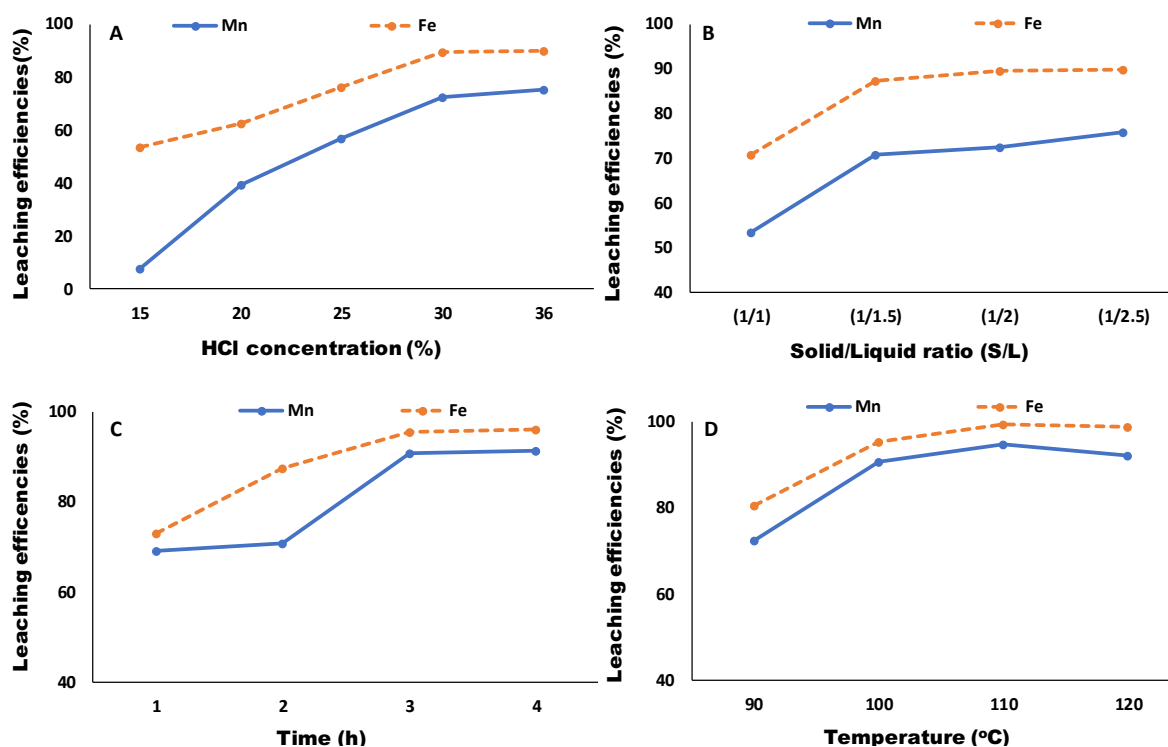 A
Mn
Fe
Leaching efficiencies(%)
100
80
60
40
20
0
15 20 25 30 36
HCl concentration (%)
B
Mn
Fe
Leaching efficiencies (%)
100
90
80
70
60
50
40
(1/1) (1/1.5) (1/2) (1/2.5)
Solid/Liquid ratio (S/L)
C
Mn
Fe
Leaching efficencies (%)
100
80
60
40
1 2 3 4
Time (h)
D
Mn
Fe
Leaching efficiencies (%)
100
80
60
40
90 100 110 120
Temperature (ºC)